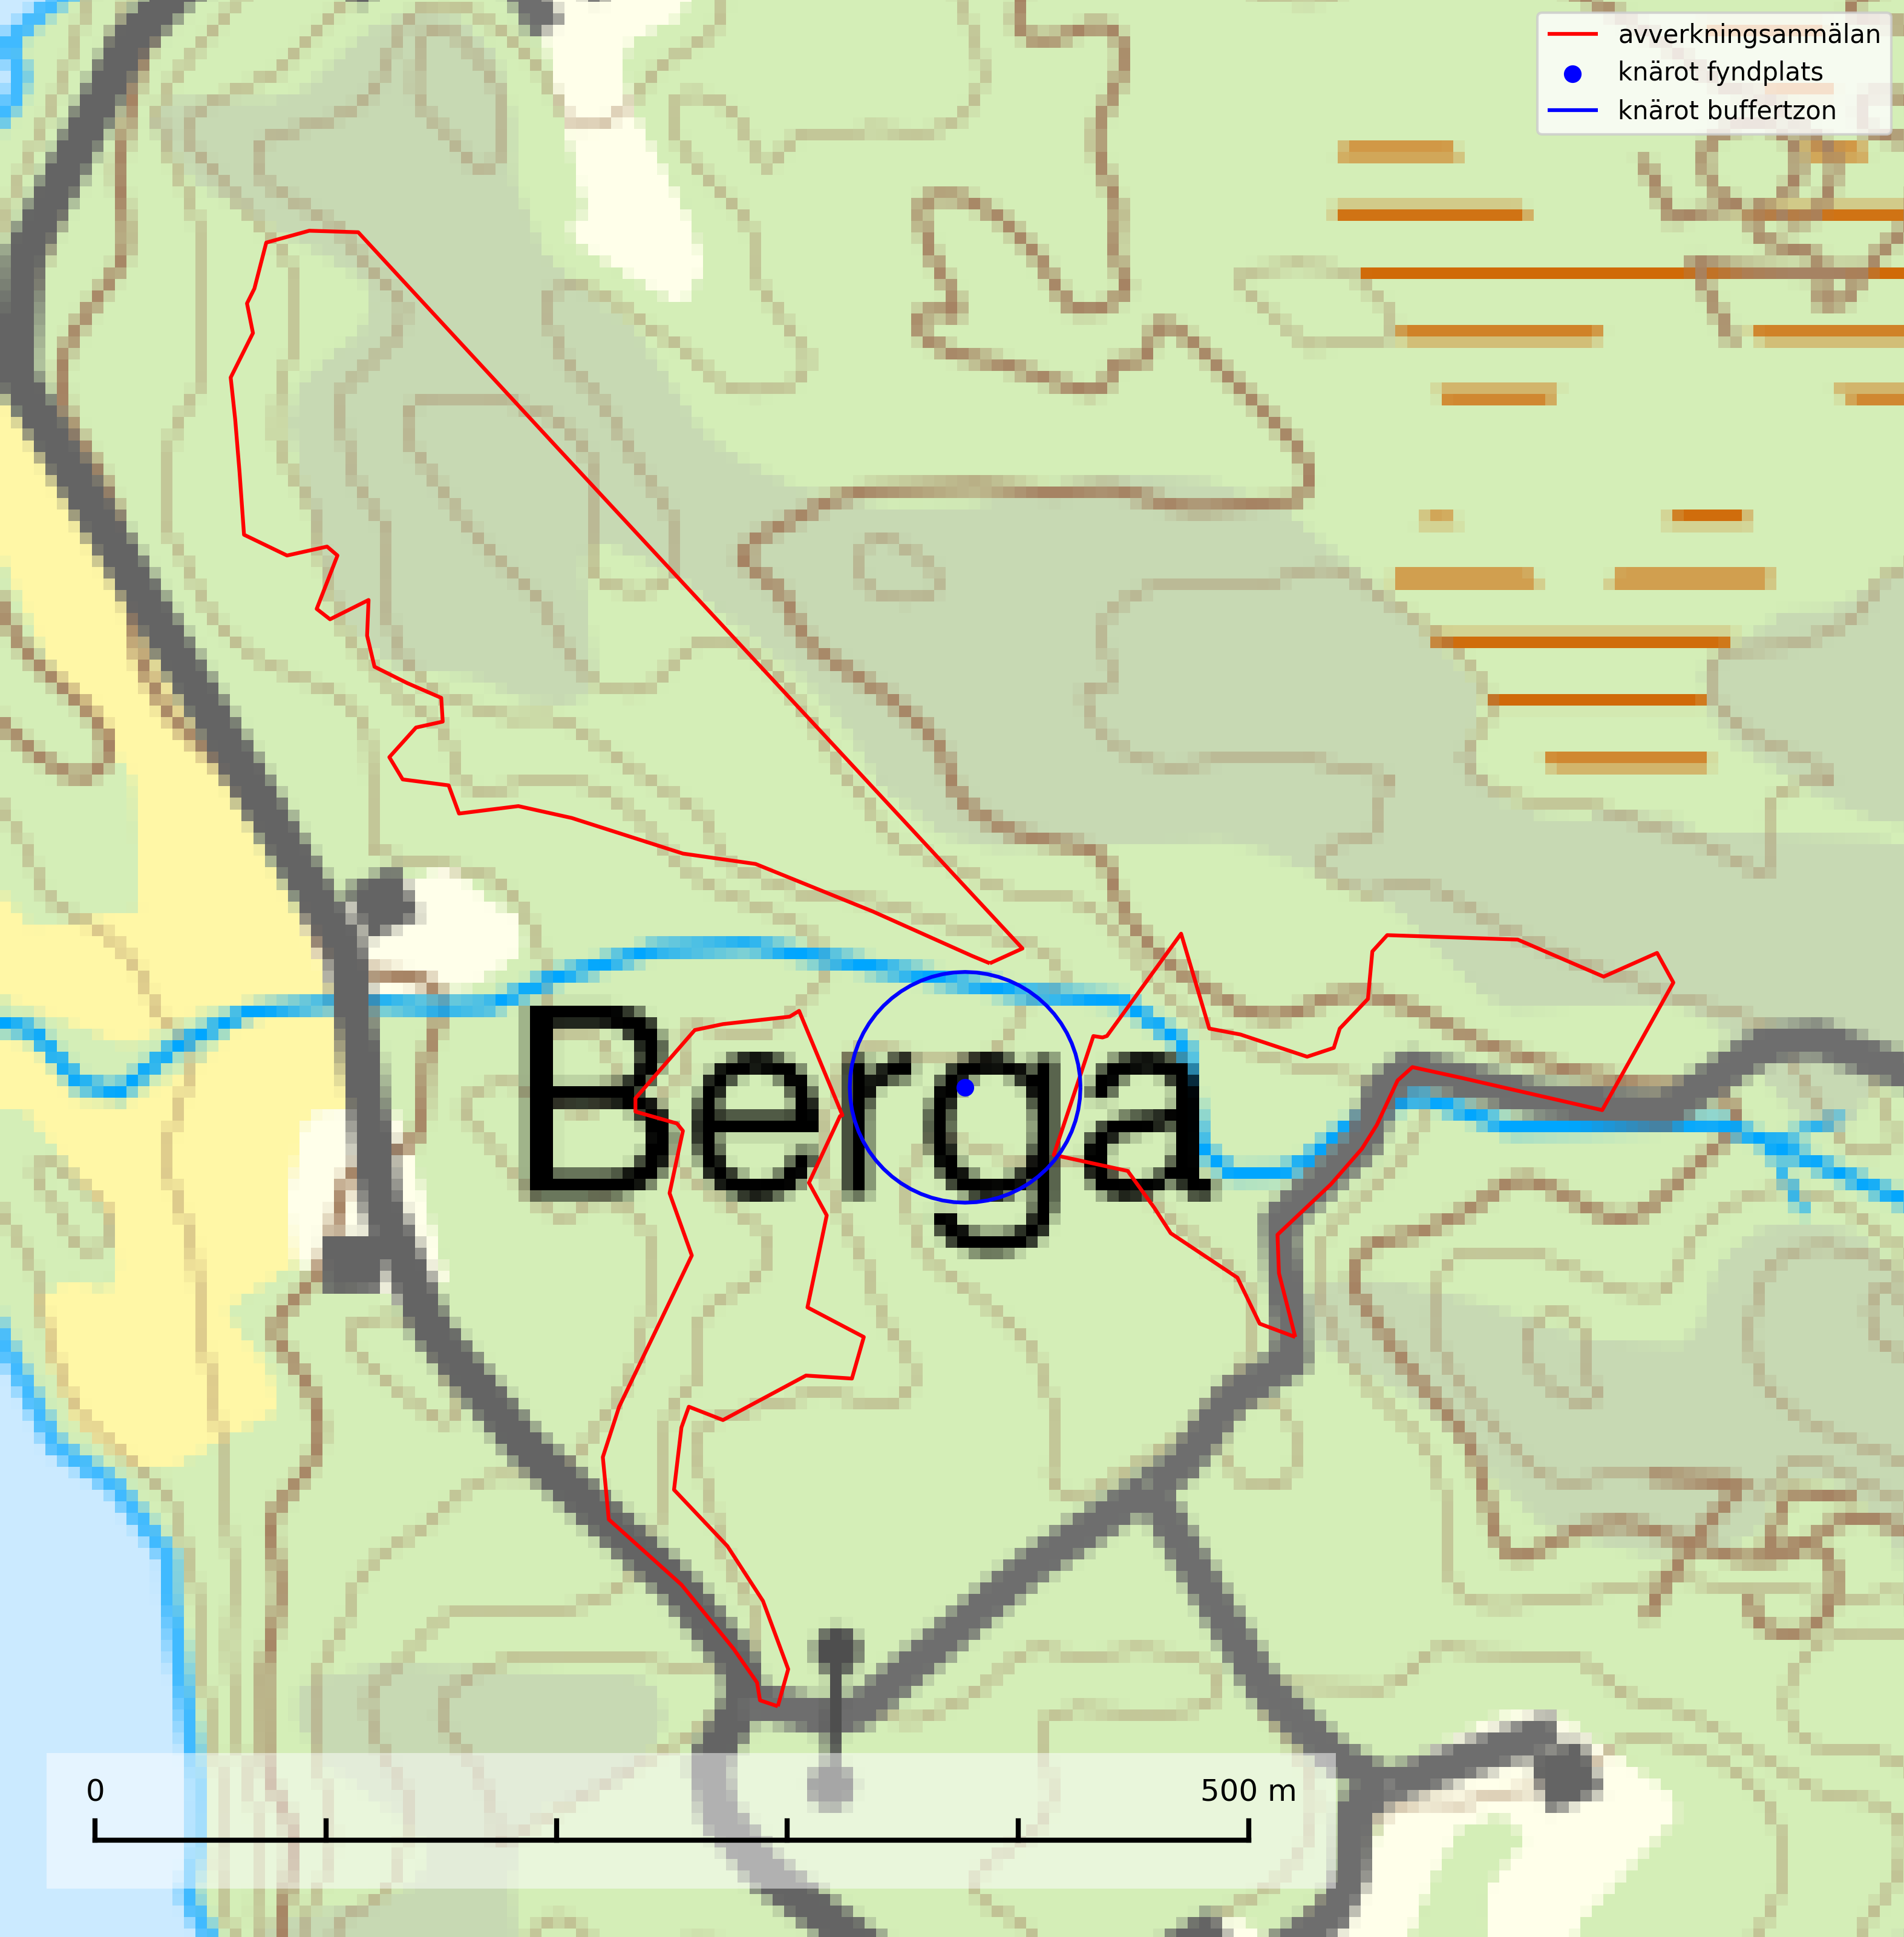 avverkningsanmälan
knärot fyndplats
knärot buffertzon
Berga
0 500 m